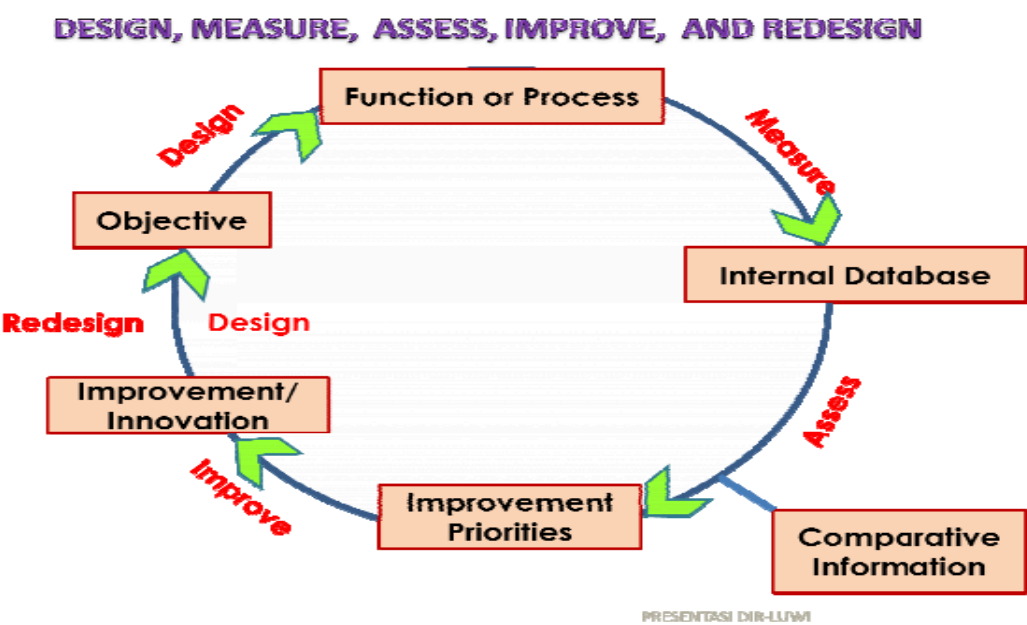 DESIGN, MEASURE, ASSESS, IMPROVE, AND REDESIGN
Function or Process
Design
Measure
Objective
Internal Database
Redesign
Design
Improvement/
Innovation
Assess
Improve
Improvement
Priorities
Comparative
Information
PRESENTASI DIR-LUWI